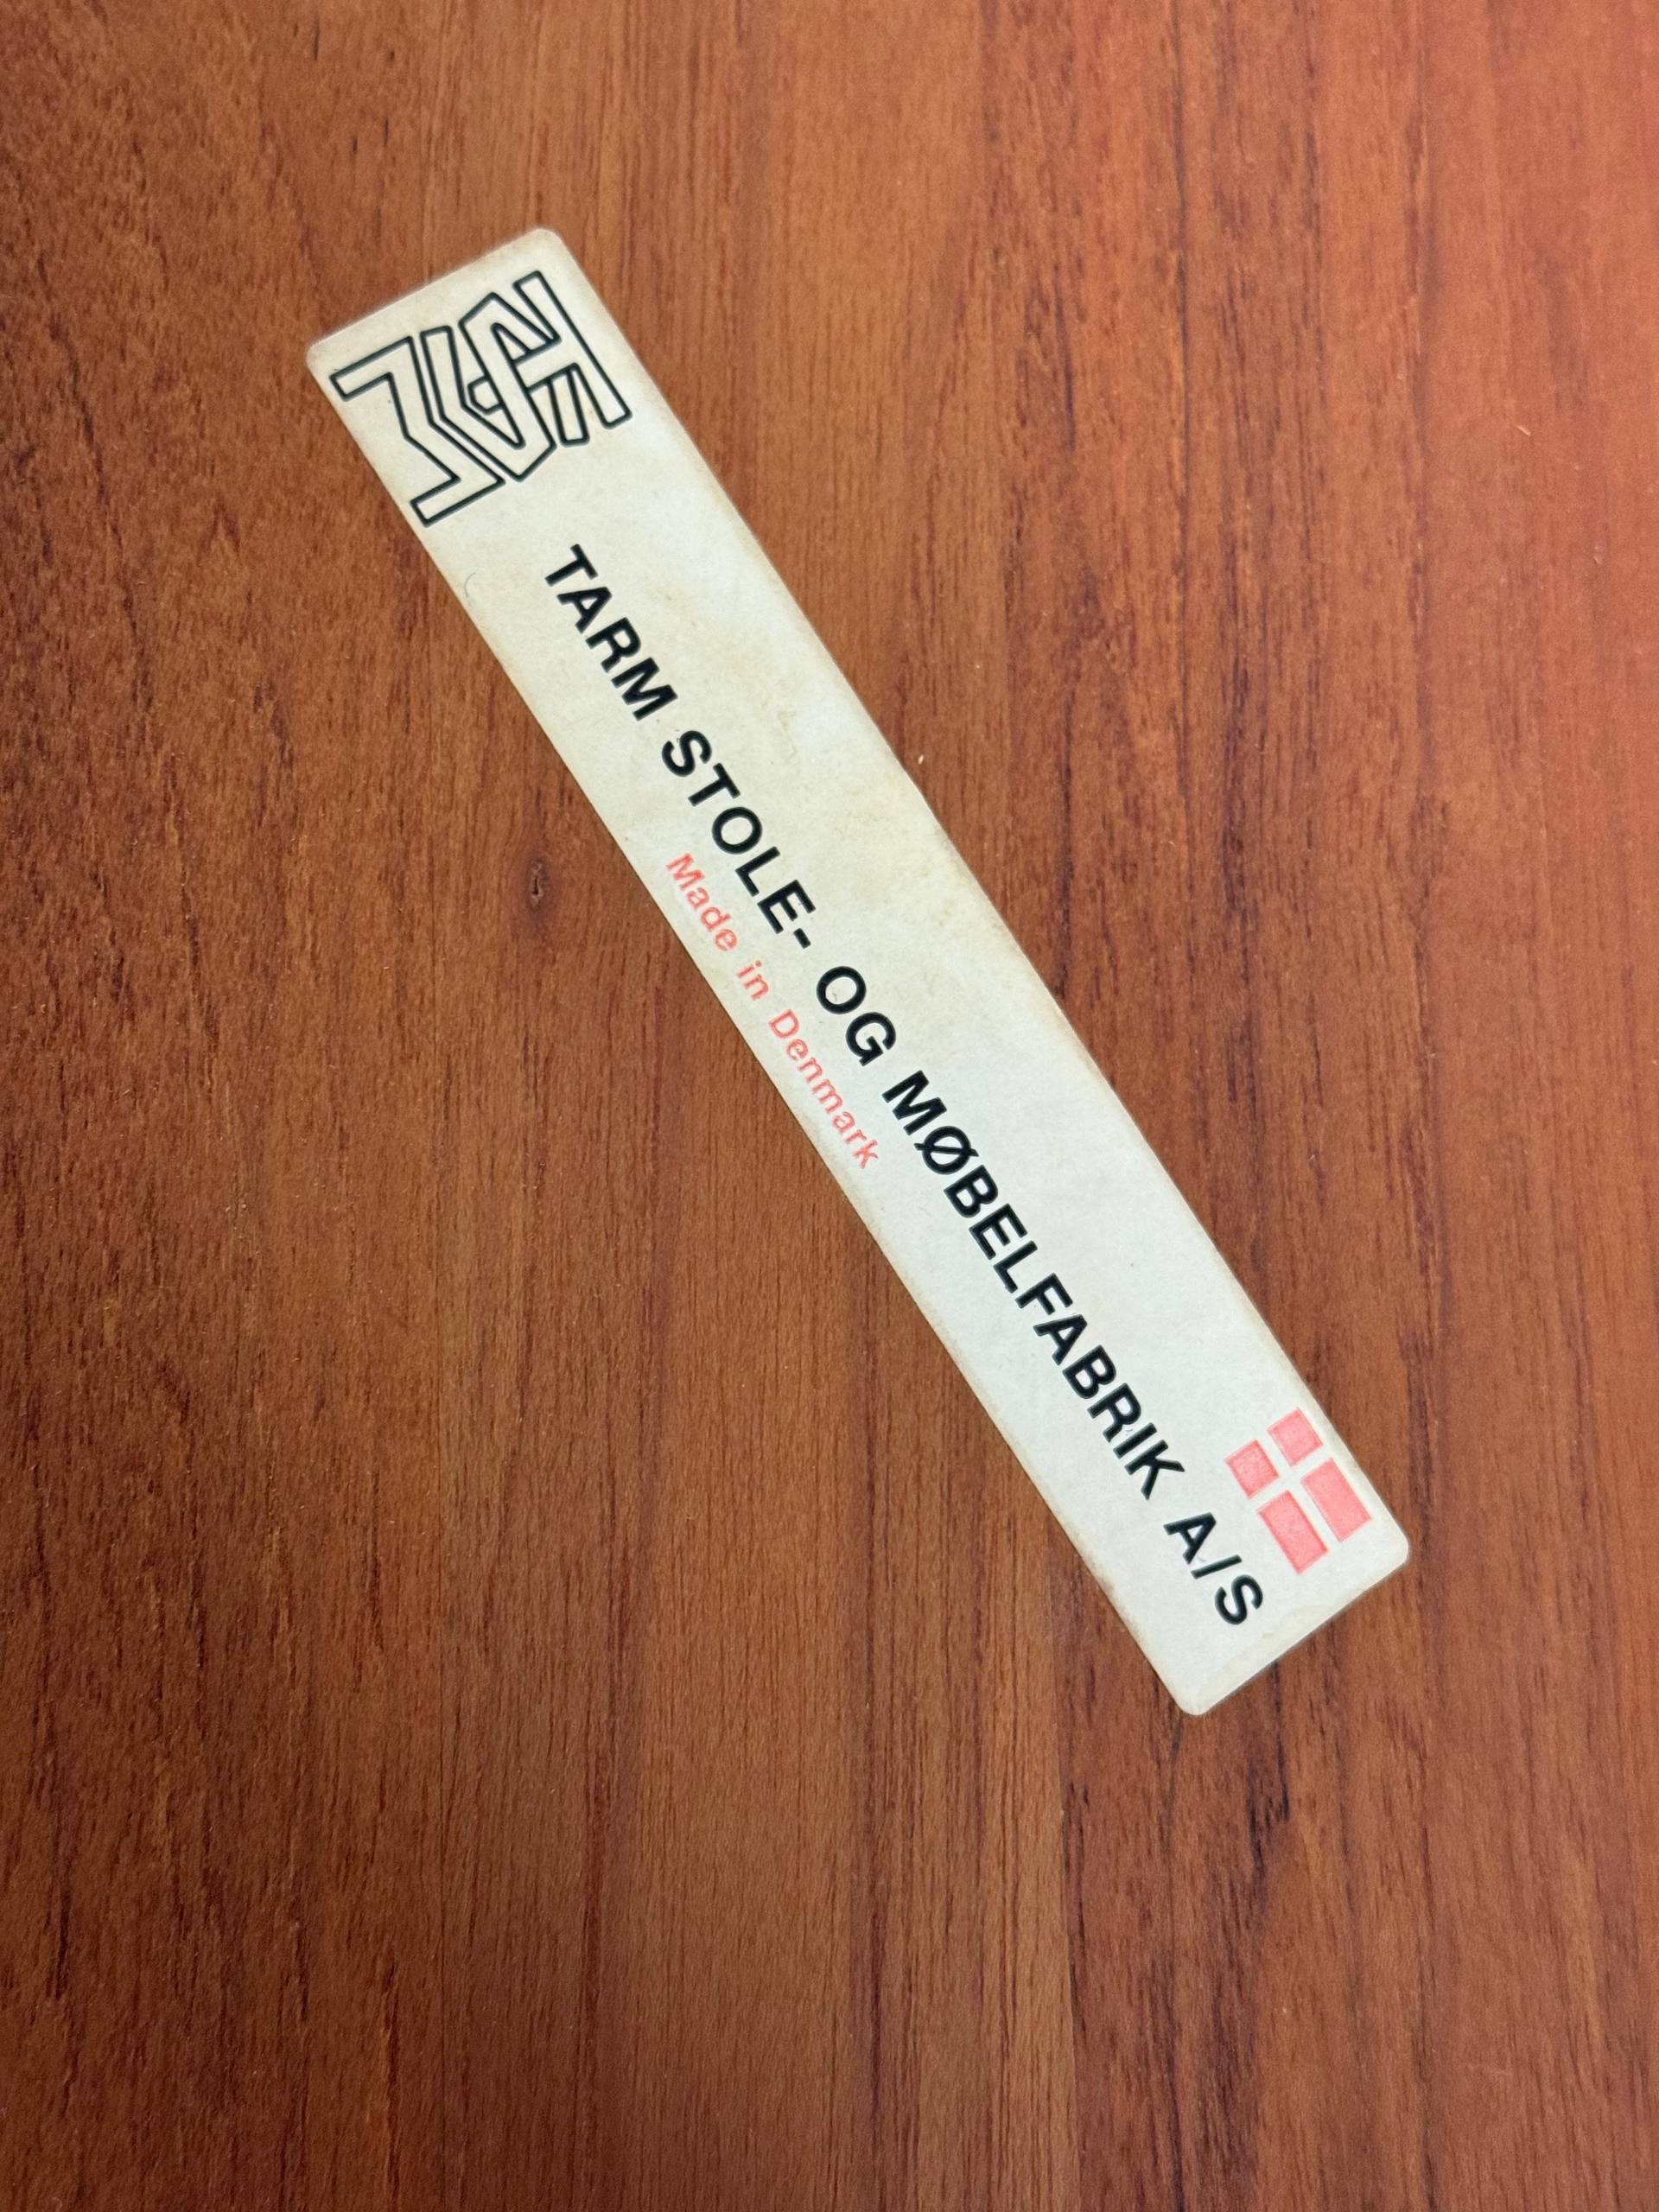 TARM STOLE- OG MØBELFABRIK A/S
Made in Denmark